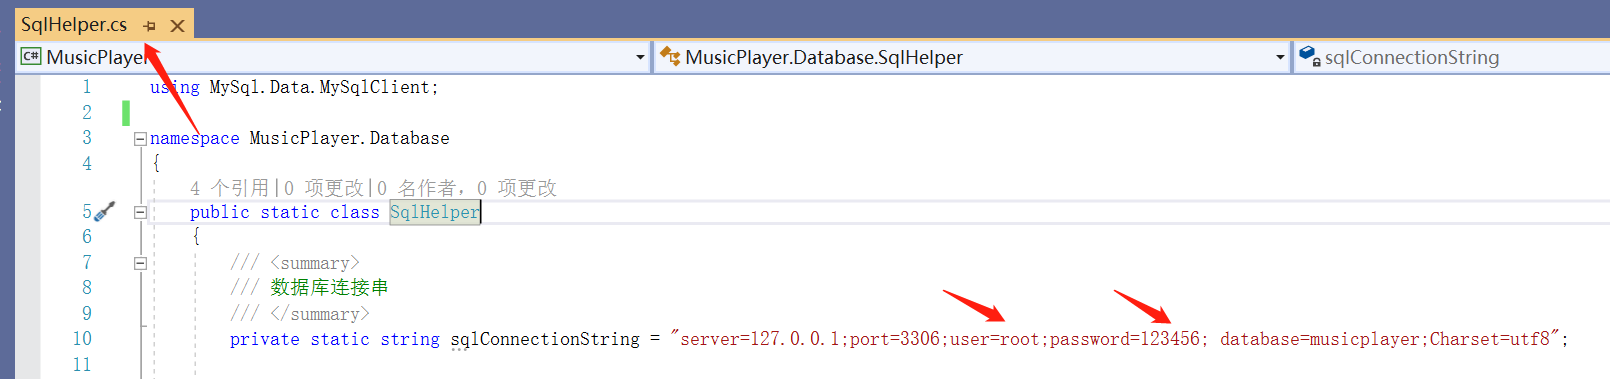 SqlHelper.cs
MusicPlayer MusicPlayer.Database.SqlHelper sqlConnectionString
1 using MySql.Data.MySqlClient;
2
3 namespace MusicPlayer.Database
4 {
4 个引用|0 项更改|0 名作者，0 项更改
5 public static class SqlHelper
6 {
7 /// <summary>
8 /// 数据库连接串
9 /// </summary>
10 private static string sqlConnectionString = "server=127.0.0.1;port=3306;user=root;password=123456; database=musicplayer;Charset=utf8";
11